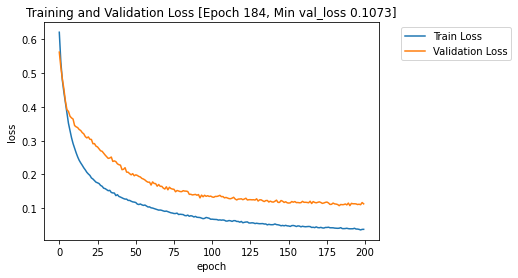 Training and Validation Loss [Epoch 184, Min val_loss 0.1073]
Train Loss
Validation Loss
loss
0.6
0.5
0.4
0.3
0.2
0.1
0 25 50 75 100 125 150 175 200
epoch